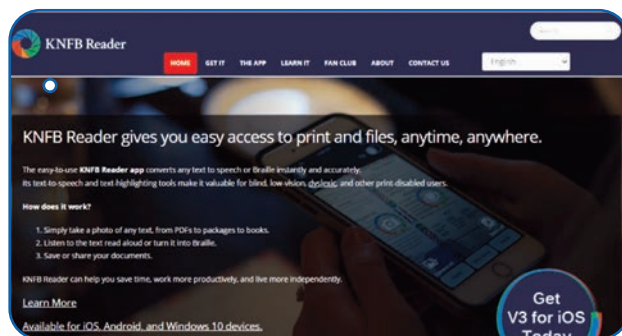 KNFB Reader
HOME GET IT THE APP LEARN IT FAN CLUB ABOUT CONTACT US
English
KNFB Reader gives you easy access to print and files, anytime, anywhere.
The easy-to-use KNFB Reader app converts any text to speech or Braille instantly and accurately.
Its text-to-speech and text-highlighting tools make it valuable for blind, low vision, dyslexic, and other print-disabled users.
How does it work?
1. Simply take a photo of any text, from PDFs to packages to books.
2. Listen to the text read aloud or turn it into Braille.
3. Save or share your documents.
KNFB Reader can help you save time, work more productively, and live more independently.
Learn More
Available for iOS, Android, and Windows 10 devices.
Get
V3 for iOS
Today